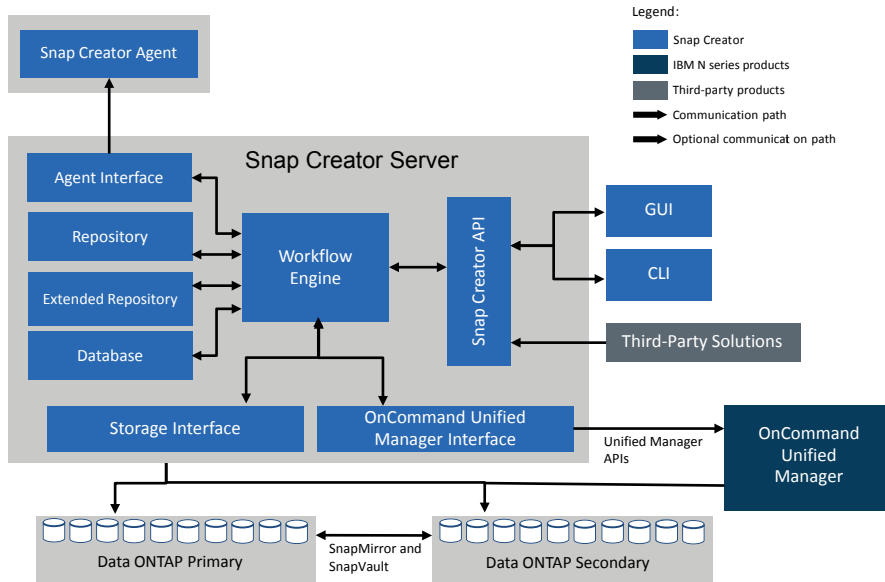 Legend:
Snap Creator
IBM N series products
Third-party products
Communication path
Optional communicat on path
Snap Creator Agent
Snap Creator Server
Agent Interface
Repository
Extended Repository
Database
Workflow
Engine
Snap Creator API
GUI
CLI
Third-Party Solutions
Storage Interface
OnCommand Unified
Manager Interface
Unified Manager
APIs
OnCommand
Unified
Manager
Data ONTAP Primary
SnapMirror and
SnapVault
Data ONTAP Secondary